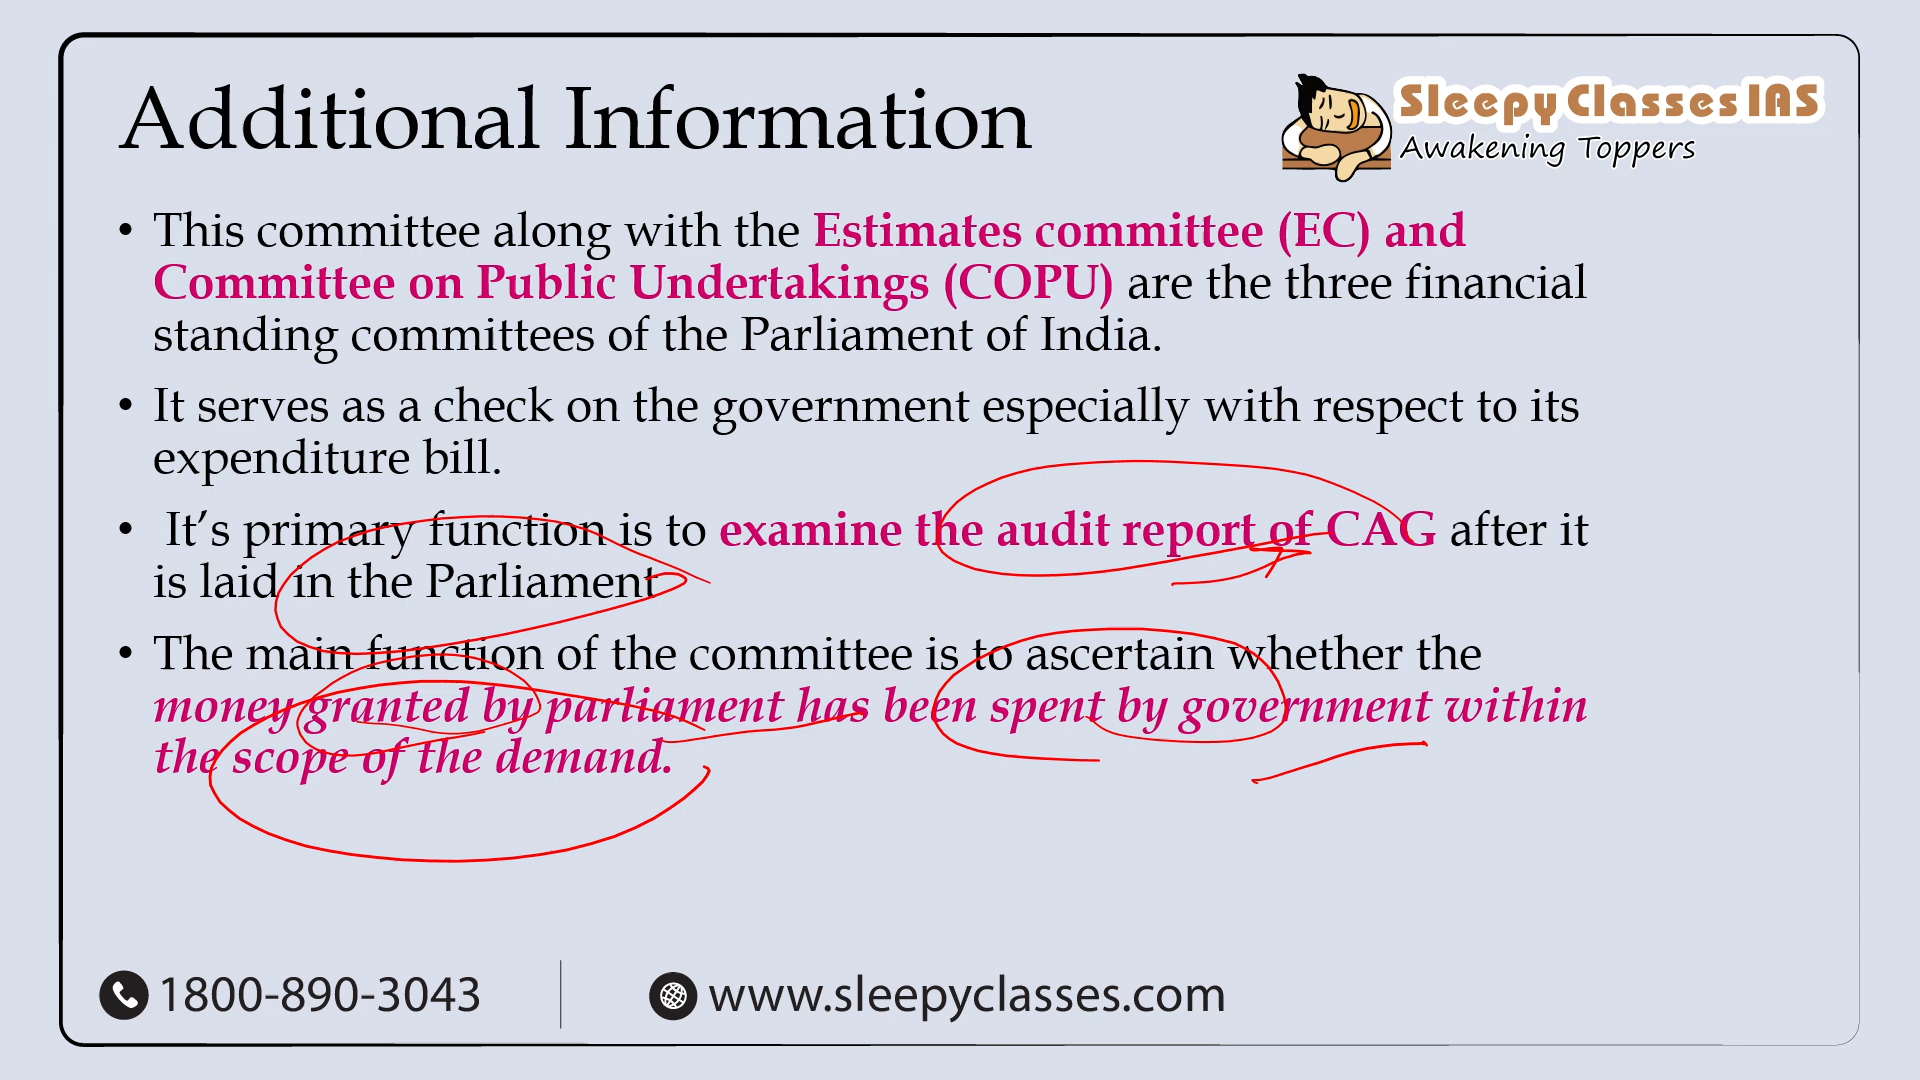 Additional Information
Sleepy Classes IAS
Awakening Toppers
• This committee along with the Estimates committee (EC) and
Committee on Public Undertakings (COPU) are the three financial
standing committees of the Parliament of India.
• It serves as a check on the government especially with respect to its
expenditure bill.
• It’s primary function is to examine the audit report of CAG after it
is laid in the Parliament
• The main function of the committee is to ascertain whether the
money granted by parliament has been spent by government within
the scope of the demand.
1800-890-3043
www.sleepyclasses.com